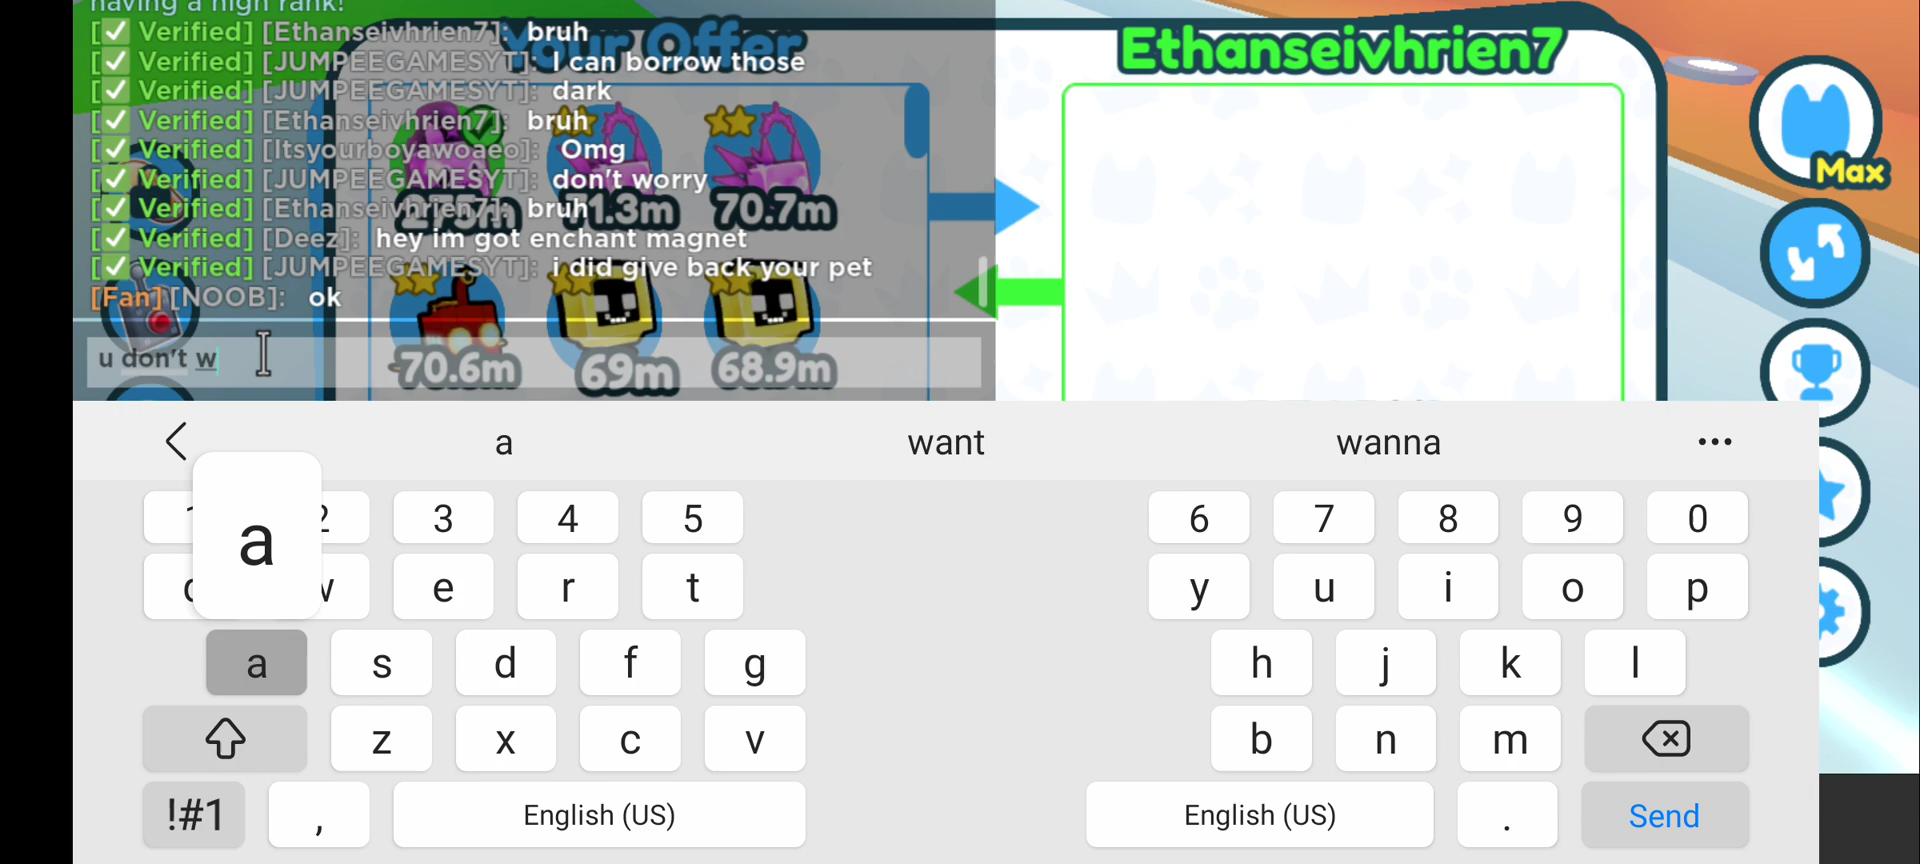 having a high rank!
[✓ Verified] [Ethanseivhrien7]: bruh
[✓ Verified] [JUMPEEGAMESYT]: I can borrow those
[✓ Verified] [JUMPEEGAMESYT]: dark
[✓ Verified] [Ethanseivhrien7]: bruh
[✓ Verified] [Itsyourboyawoaeo]: Omg
[✓ Verified] [JUMPEEGAMESYT]: don't worry
[✓ Verified] [Ethanseivhrien7]: bruh
[✓ Verified] [Deez]: hey im got enchant magnet
[✓ Verified] [JUMPEEGAMESYT]: i did give back your pet
[Fan] [NOOB]: ok
u don't w
Your Offer
71.3m 70.7m
70.6m 69m 68.9m
Ethanseivhrien7
Max
a want wanna
a
2 3 4 5 6 7 8 9 0
w e r t y u i o p
a s d f g h j k l
z x c v b n m
!#1 , English (US) English (US) . Send